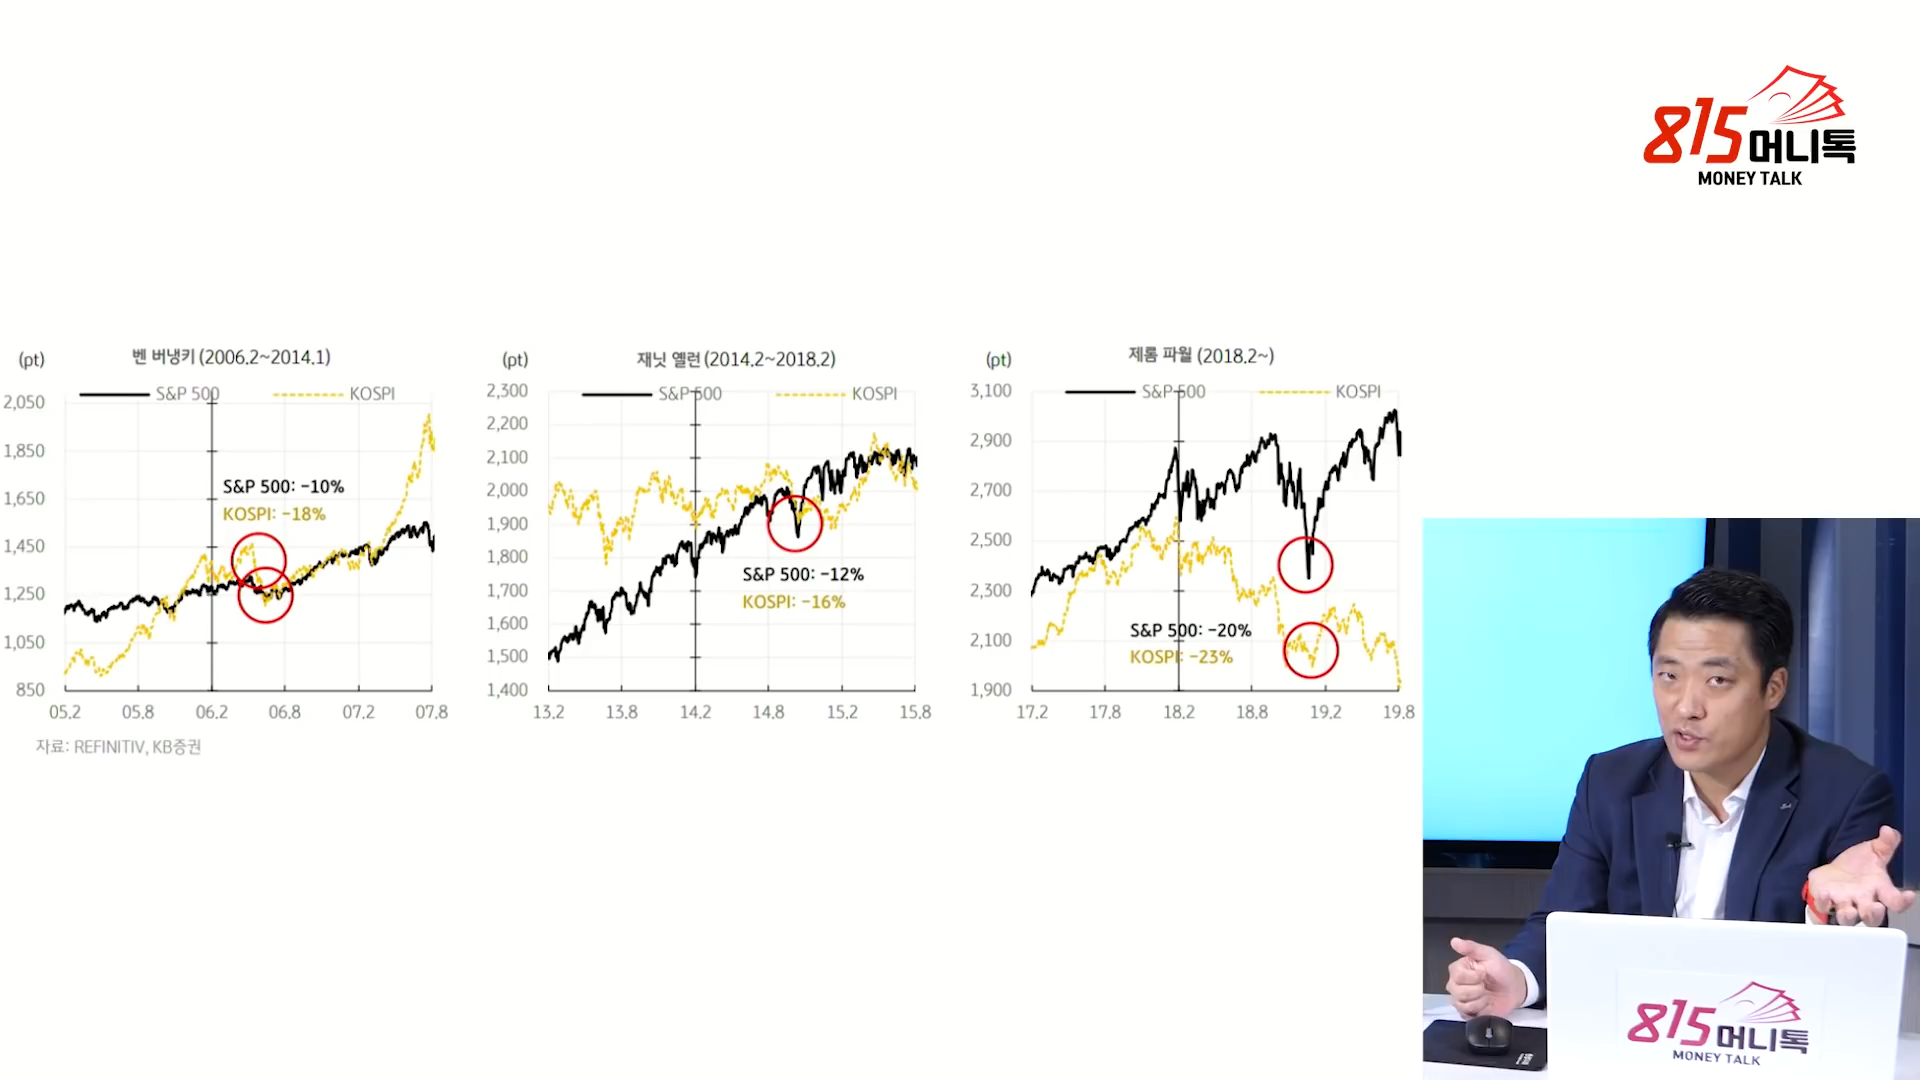 815머니톡
MONEY TALK
(pt)
벤 버냉키 (2006.2~2014.1)
S&P 500
KOSPI
2,050
1,850
1,650
1,450
1,250
1,050
850
S&P 500: -10%
KOSPI: -18%
05.2 05.8 06.2 06.8 07.2 07.8
(pt)
재닛 옐런 (2014.2~2018.2)
S&P 500
KOSPI
2,300
2,200
2,100
2,000
1,900
1,800
1,700
1,600
1,500
1,400
S&P 500: -12%
KOSPI: -16%
13.2 13.8 14.2 14.8 15.2 15.8
(pt)
제롬 파월 (2018.2~)
S&P 500
KOSPI
3,100
2,900
2,700
2,500
2,300
2,100
1,900
S&P 500: -20%
KOSPI: -23%
17.2 17.8 18.2 18.8 19.2 19.8
자료: REFINITIV, KB증권
815머니톡
MONEY TALK